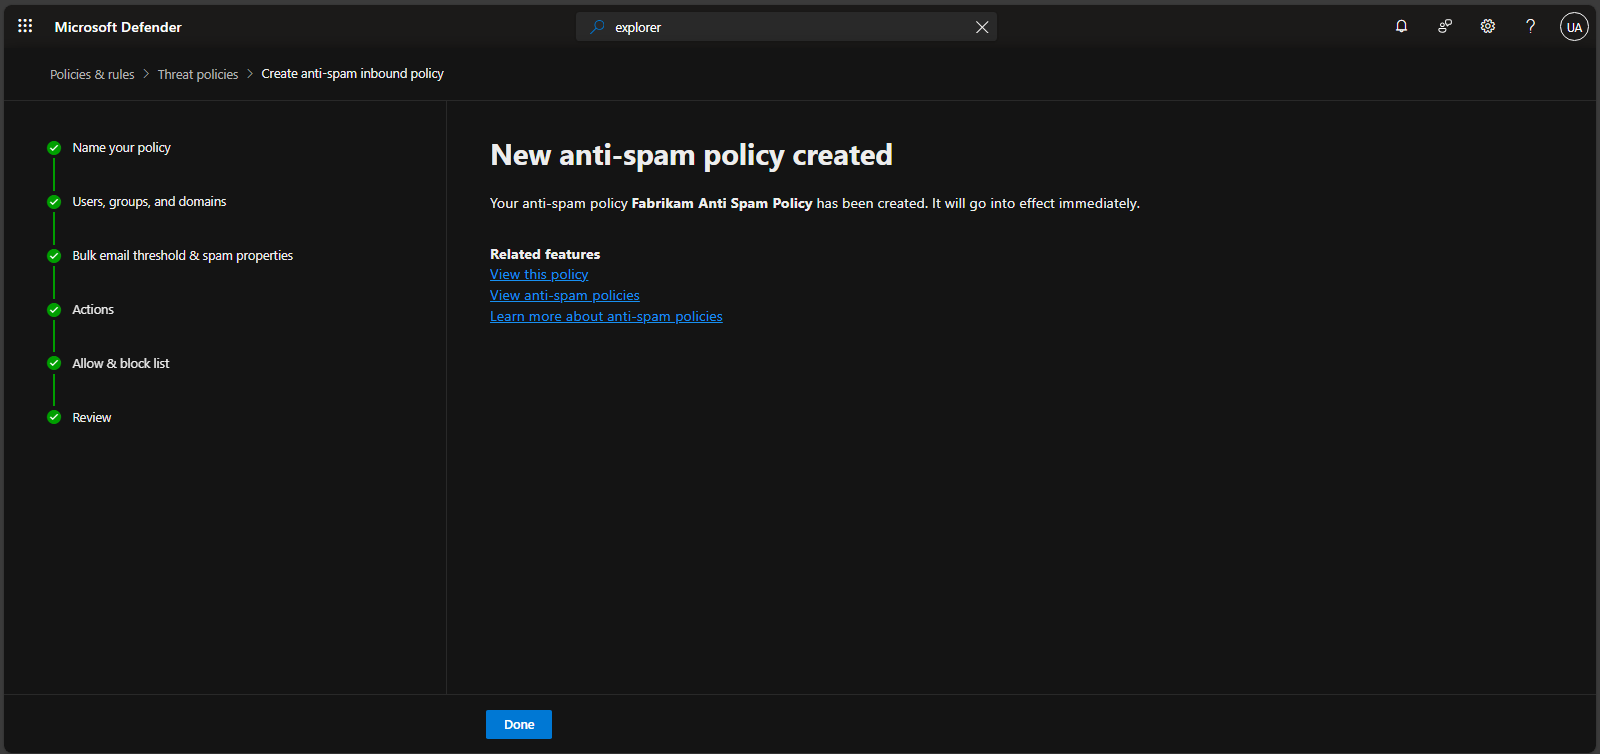 Microsoft Defender
explorer
?
UA
Policies & rules > Threat policies > Create anti-spam inbound policy
Name your policy
Users, groups, and domains
Bulk email threshold & spam properties
Actions
Allow & block list
Review
New anti-spam policy created
Your anti-spam policy Fabrikam Anti Spam Policy has been created. It will go into effect immediately.
Related features
View this policy
View anti-spam policies
Learn more about anti-spam policies
Done